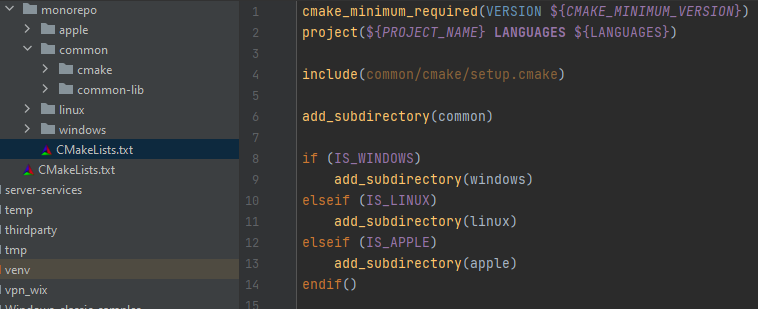 monorepo
apple
common
cmake
common-lib
linux
windows
CMakeLists.txt
CMakeLists.txt
server-services
temp
thirdparty
tmp
venv
vpn_wix
Windows-classic-samples
1 cmake_minimum_required(VERSION ${CMAKE_MINIMUM_VERSION})
2 project(${PROJECT_NAME} LANGUAGES ${LANGUAGES})
3
4 include(common/cmake/setup.cmake)
5
6 add_subdirectory(common)
7
8 if (IS_WINDOWS)
9     add_subdirectory(windows)
10 elseif (IS_LINUX)
11     add_subdirectory(linux)
12 elseif (IS_APPLE)
13     add_subdirectory(apple)
14 endif()
15